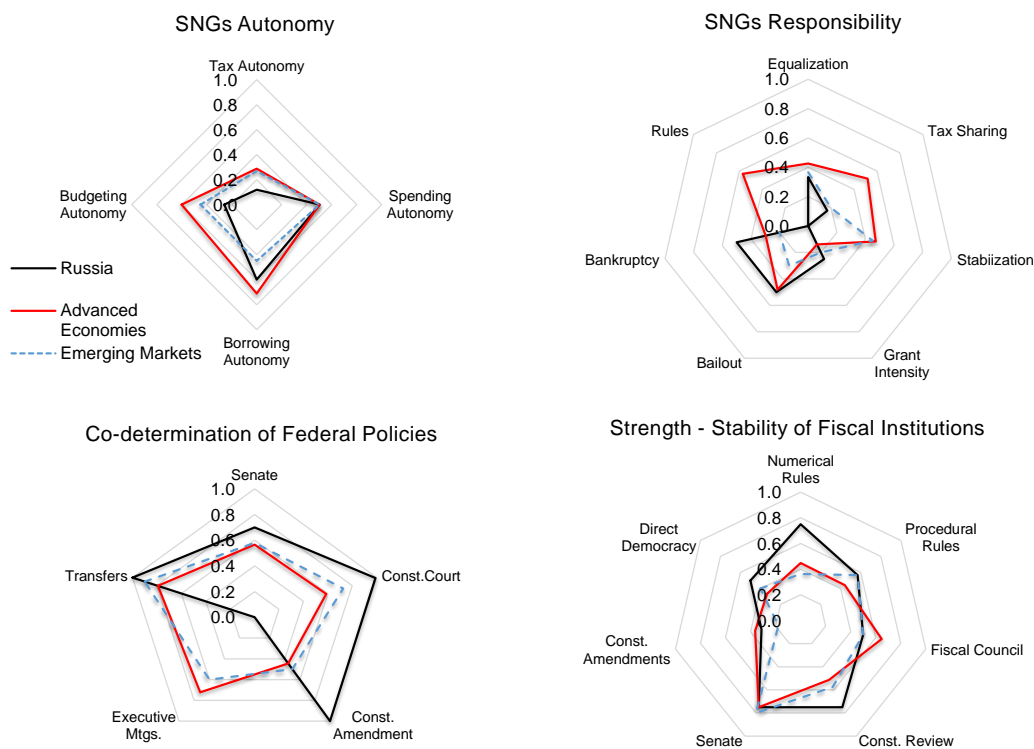 SNGs Autonomy
Tax Autonomy
1.0
0.8
0.6
0.4
0.2
0.0
Budgeting
Autonomy
Spending
Autonomy
Borrowing
Autonomy
Russia
Advanced
Economies
Emerging Markets
SNGs Responsibility
Equalization
1.0
0.8
0.6
0.4
0.2
0.0
Rules
Tax Sharing
Bankruptcy
Stabiization
Bailout
Grant
Intensity
Co-determination of Federal Policies
Senate
1.0
0.8
0.6
0.4
0.2
0.0
Transfers
Const.Court
Executive
Mtgs.
Const.
Amendment
Strength - Stability of Fiscal Institutions
Numerical
Rules
1.0
0.8
0.6
0.4
0.2
0.0
Direct
Democracy
Procedural
Rules
Const.
Amendments
Fiscal Council
Senate
Const. Review